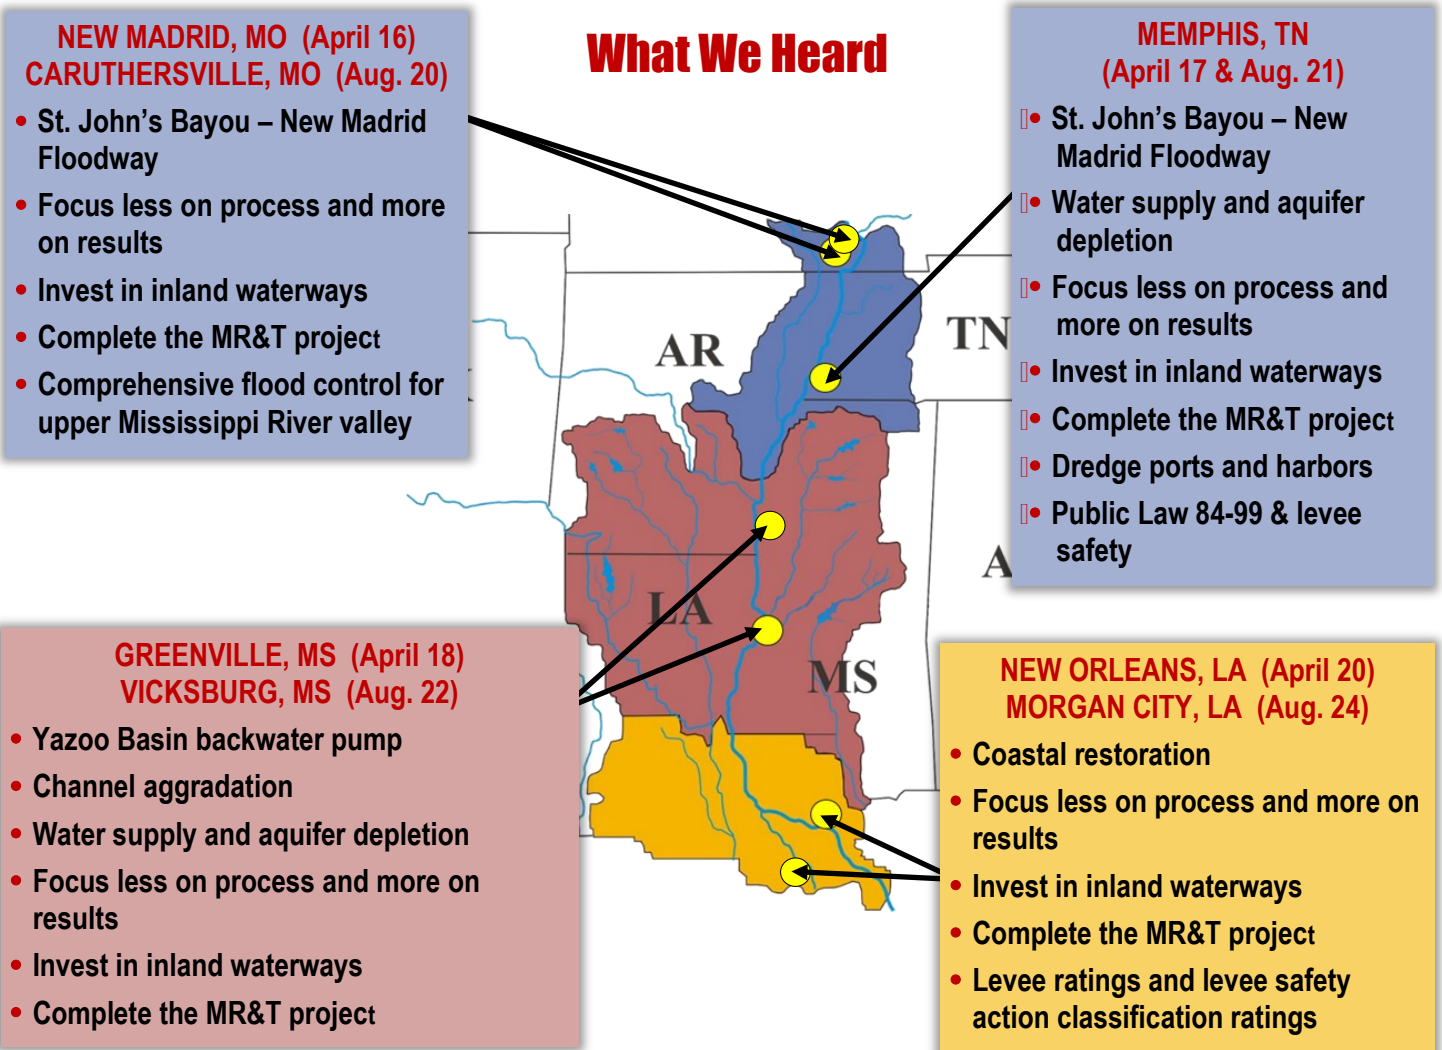 What We Heard
NEW MADRID, MO (April 16)
CARUTHERSVILLE, MO (Aug. 20)
• St. John’s Bayou – New Madrid
Floodway
• Focus less on process and more
on results
• Invest in inland waterways
• Complete the MR&T project
• Comprehensive flood control for
upper Mississippi River valley
MEMPHIS, TN
(April 17 & Aug. 21)
• St. John’s Bayou – New
Madrid Floodway
• Water supply and aquifer
depletion
• Focus less on process and
more on results
• Invest in inland waterways
• Complete the MR&T project
• Dredge ports and harbors
• Public Law 84-99 & levee
safety
AR
TN
A
LA
MS
GREENVILLE, MS (April 18)
VICKSBURG, MS (Aug. 22)
• Yazoo Basin backwater pump
• Channel aggradation
• Water supply and aquifer depletion
• Focus less on process and more on
results
• Invest in inland waterways
• Complete the MR&T project
NEW ORLEANS, LA (April 20)
MORGAN CITY, LA (Aug. 24)
• Coastal restoration
• Focus less on process and more on
results
• Invest in inland waterways
• Complete the MR&T project
• Levee ratings and levee safety
action classification ratings